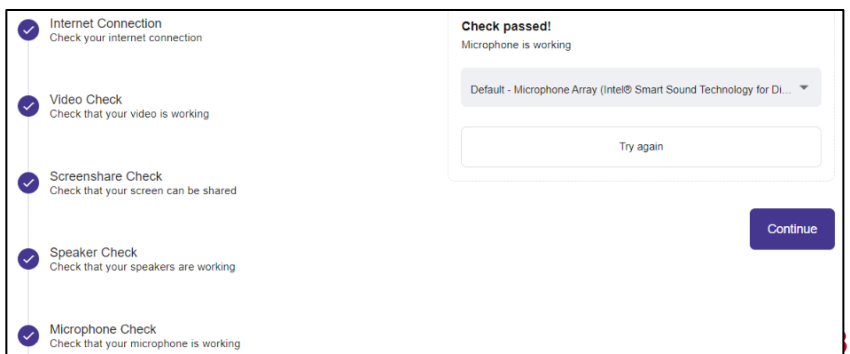 Internet Connection
Check your internet connection
Video Check
Check that your video is working
Screenshare Check
Check that your screen can be shared
Speaker Check
Check that your speakers are working
Microphone Check
Check that your microphone is working
Check passed!
Microphone is working
Default - Microphone Array (Intel® Smart Sound Technology for Di...
Try again
Continue